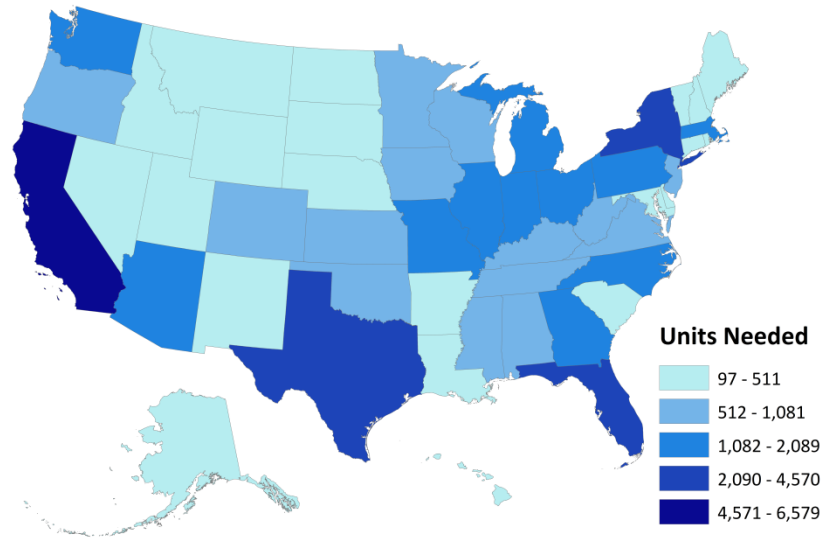 Units Needed
97 - 511
512 - 1,081
1,082 - 2,089
2,090 - 4,570
4,571 - 6,579